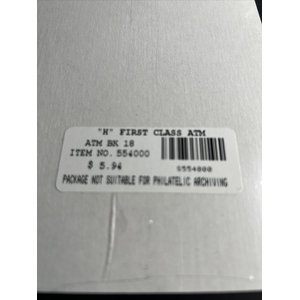 "H" FIRST CLASS ATM
ATM BK 18
ITEM NO. 554000
$ 5.94
0554000
PACKAGE NOT SUITABLE FOR PHILATELIC ARCHIVING